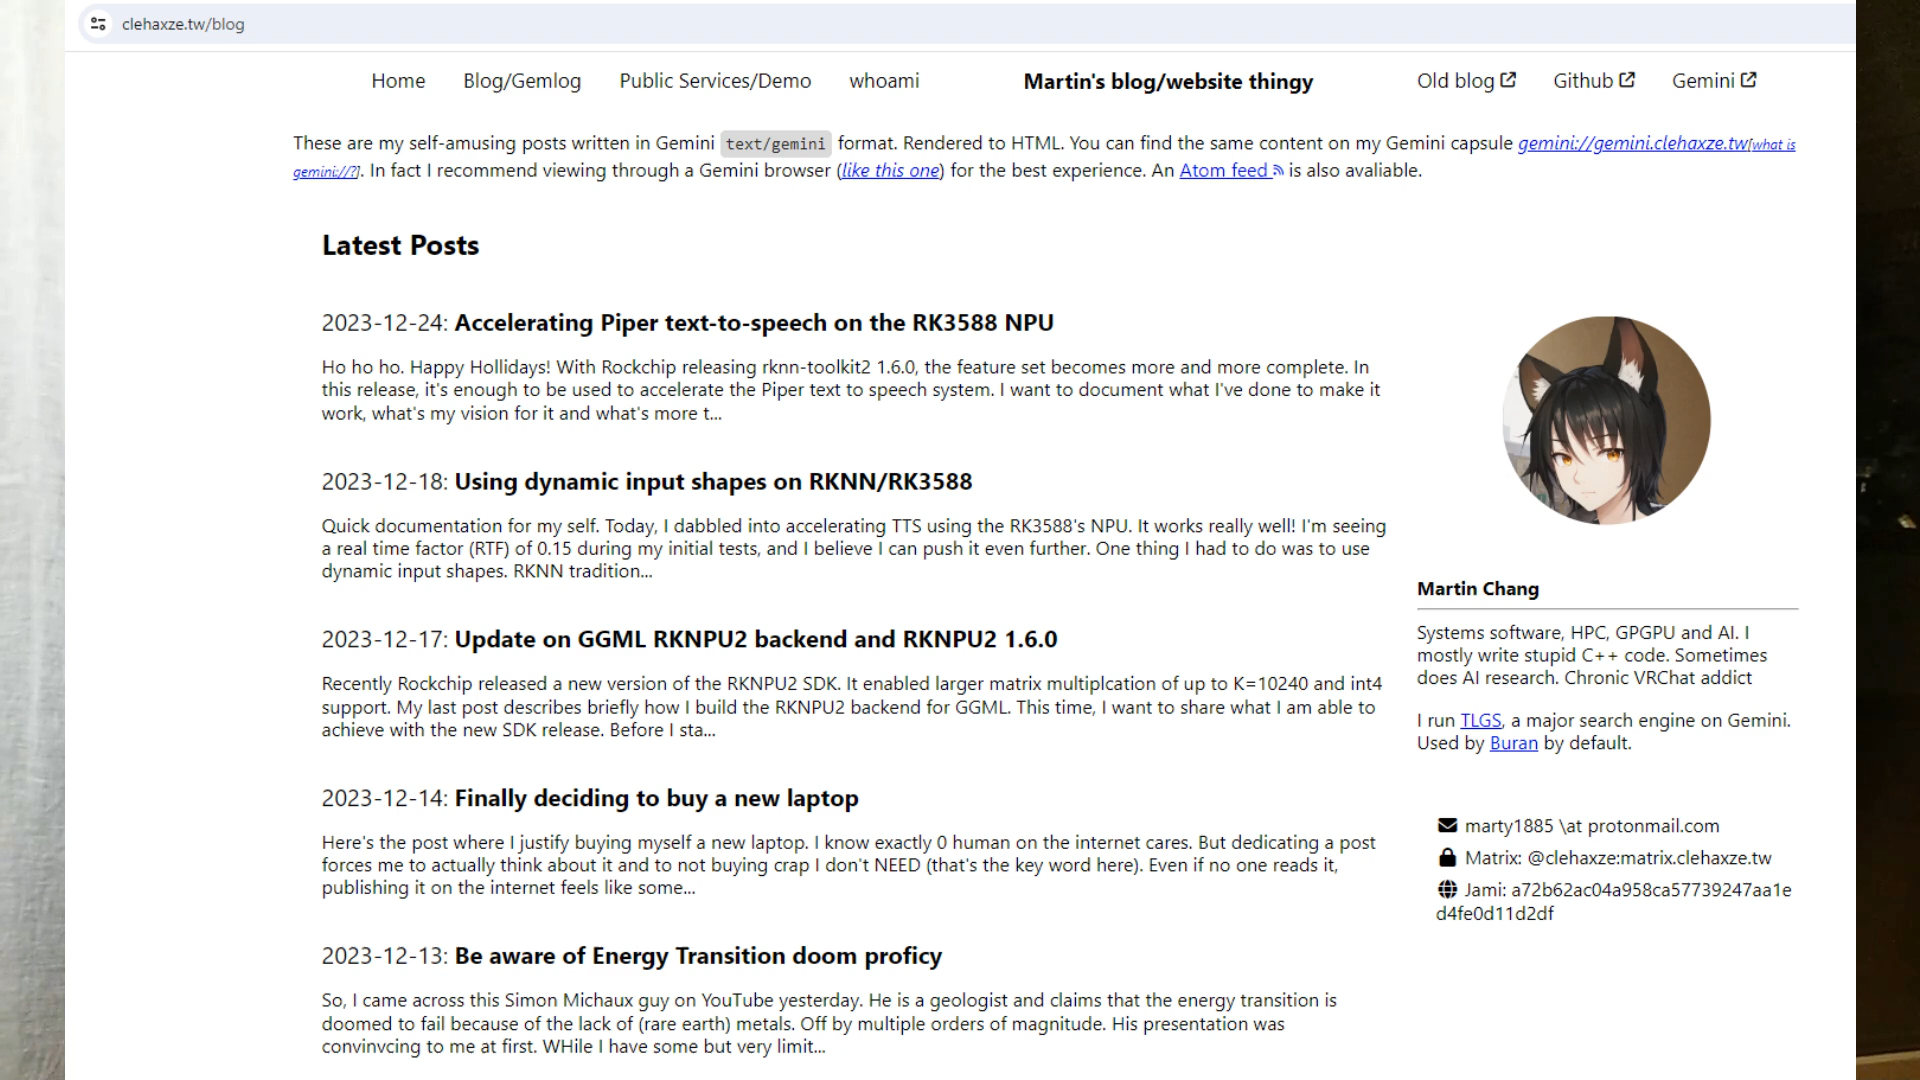 clehaxze.tw/blog
Home Blog/Gemlog Public Services/Demo whoami Martin's blog/website thingy Old blog Github Gemini
These are my self-amusing posts written in Gemini text/gemini format. Rendered to HTML. You can find the same content on my Gemini capsule gemini://gemini.clehaxze.tw[what is
gemini://?]. In fact I recommend viewing through a Gemini browser (like this one) for the best experience. An Atom feed is also avaliable.
Latest Posts
2023-12-24: Accelerating Piper text-to-speech on the RK3588 NPU
Ho ho ho. Happy Hollidays! With Rockchip releasing rknn-toolkit2 1.6.0, the feature set becomes more and more complete. In
this release, it's enough to be used to accelerate the Piper text to speech system. I want to document what I've done to make it
work, what's my vision for it and what's more t...
2023-12-18: Using dynamic input shapes on RKNN/RK3588
Quick documentation for my self. Today, I dabbled into accelerating TTS using the RK3588's NPU. It works really well! I'm seeing
a real time factor (RTF) of 0.15 during my initial tests, and I believe I can push it even further. One thing I had to do was to use
dynamic input shapes. RKNN tradition...
2023-12-17: Update on GGML RKNPU2 backend and RKNPU2 1.6.0
Recently Rockchip released a new version of the RKNPU2 SDK. It enabled larger matrix multiplcation of up to K=10240 and int4
support. My last post describes briefly how I build the RKNPU2 backend for GGML. This time, I want to share what I am able to
achieve with the new SDK release. Before I sta...
2023-12-14: Finally deciding to buy a new laptop
Here's the post where I justify buying myself a new laptop. I know exactly 0 human on the internet cares. But dedicating a post
forces me to actually think about it and to not buying crap I don't NEED (that's the key word here). Even if no one reads it,
publishing it on the internet feels like some...
2023-12-13: Be aware of Energy Transition doom proficy
So, I came across this Simon Michaux guy on YouTube yesterday. He is a geologist and claims that the energy transition is
doomed to fail because of the lack of (rare earth) metals. Off by multiple orders of magnitude. His presentation was
convinvcing to me at first. WHile I have some but very limit...
Martin Chang
Systems software, HPC, GPGPU and AI. I
mostly write stupid C++ code. Sometimes
does AI research. Chronic VRChat addict
I run TLGS, a major search engine on Gemini.
Used by Buran by default.
marty1885 \at protonmail.com
Matrix: @clehaxze:matrix.clehaxze.tw
Jami: a72b62ac04a958ca57739247aa1e
d4fe0d11d2df